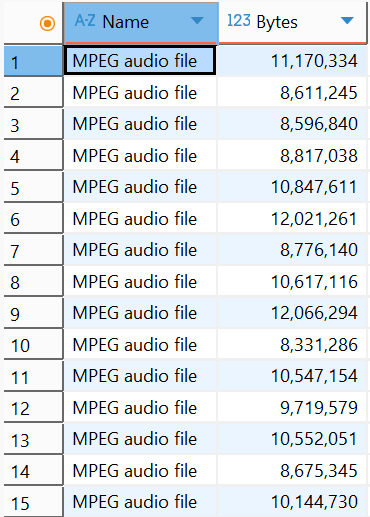 A-Z Name 123 Bytes
1 MPEG audio file 11,170,334
2 MPEG audio file 8,611,245
3 MPEG audio file 8,596,840
4 MPEG audio file 8,817,038
5 MPEG audio file 10,847,611
6 MPEG audio file 12,021,261
7 MPEG audio file 8,776,140
8 MPEG audio file 10,617,116
9 MPEG audio file 12,066,294
10 MPEG audio file 8,331,286
11 MPEG audio file 10,547,154
12 MPEG audio file 9,719,579
13 MPEG audio file 10,552,051
14 MPEG audio file 8,675,345
15 MPEG audio file 10,144,730